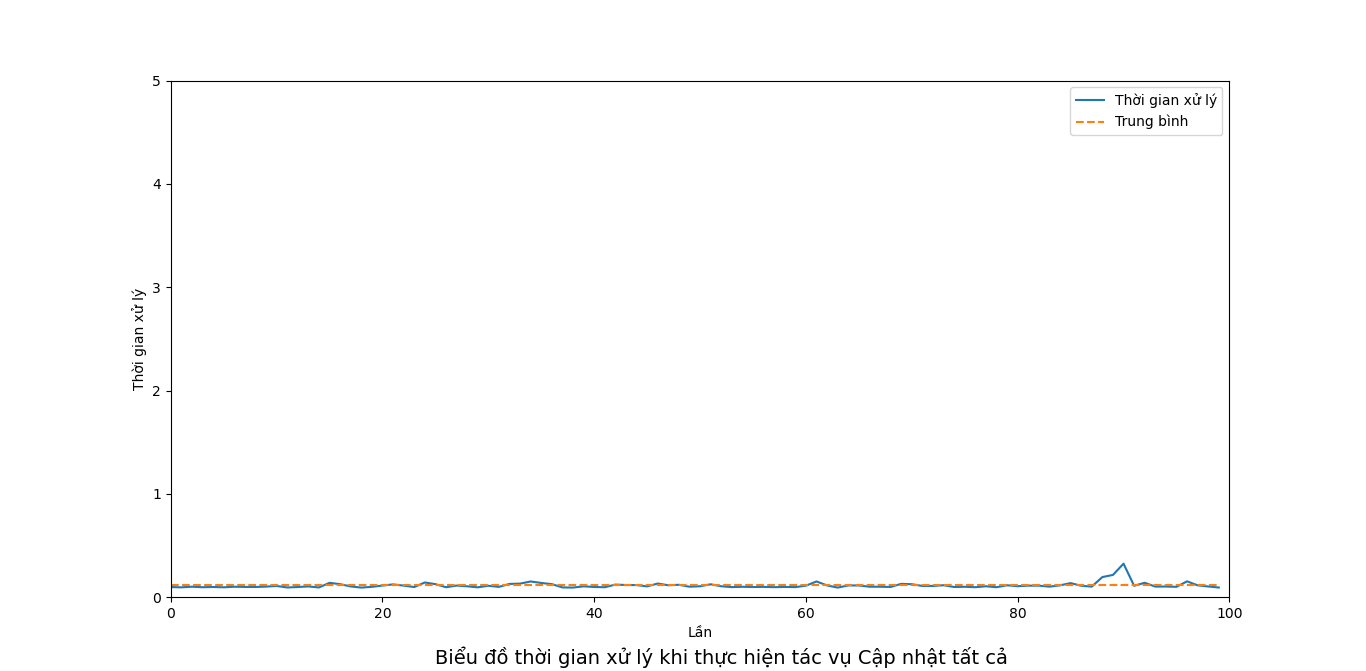 5
4
3
2
1
0
Thời gian xử lý
Thời gian xử lý
Trung bình
0 20 40 60 80 100
Lần
Biểu đồ thời gian xử lý khi thực hiện tác vụ Cập nhật tất cả